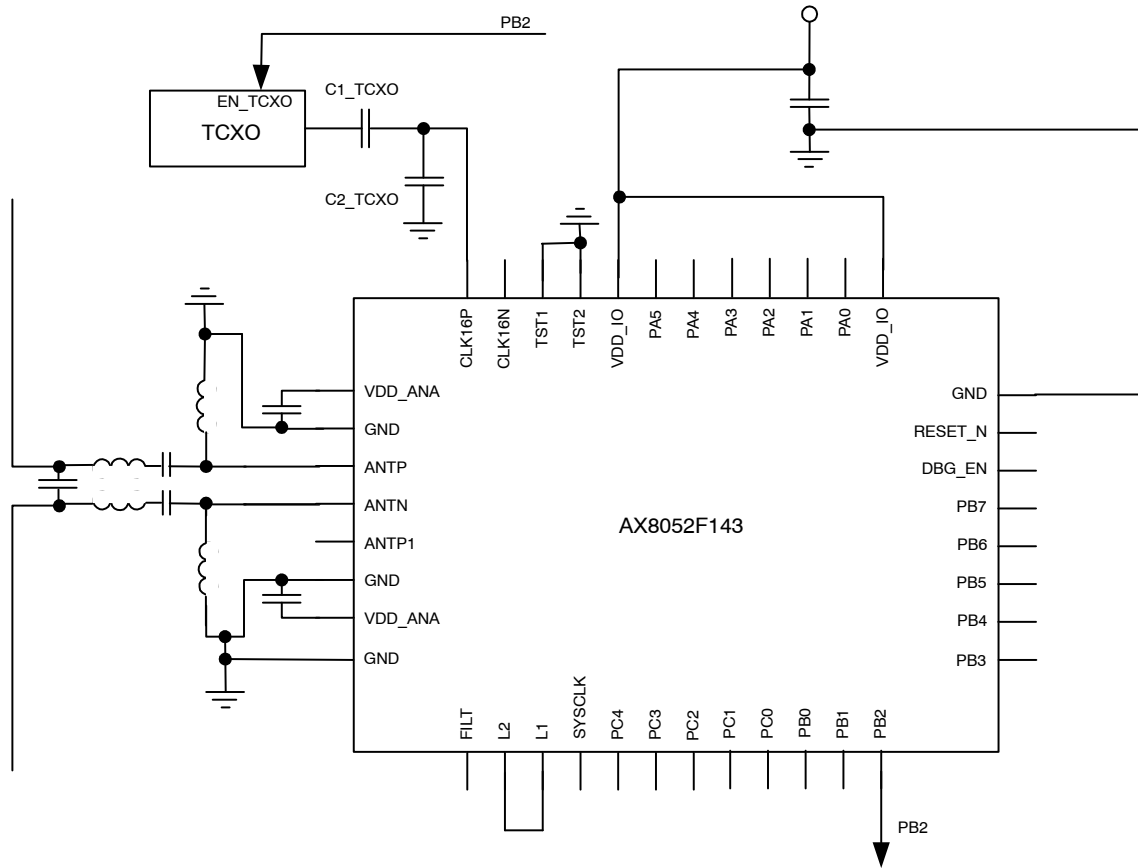 PB2
EN_TCXO
TCXO
C1_TCXO
C2_TCXO
CLK16P
CLK16N
TST1
TST2
VDD_IO
PA5
PA4
PA3
PA2
PA1
PA0
VDD_IO
VDD_ANA
GND
ANTP
ANTN
ANTP1
GND
VDD_ANA
GND
AX8052F143
GND
RESET_N
DBG_EN
PB7
PB6
PB5
PB4
PB3
FILT
L2
L1
SYSCLK
PC4
PC3
PC2
PC1
PC0
PB0
PB1
PB2
PB2